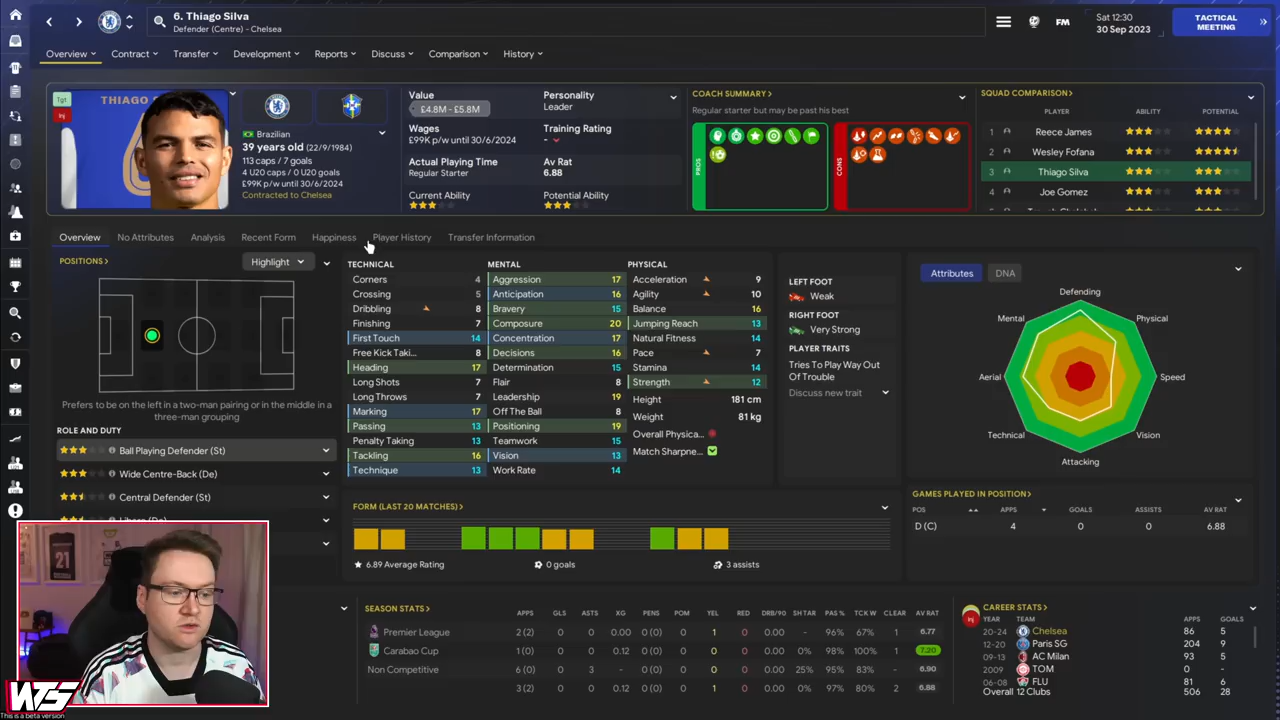 6. Thiago Silva
Defender (Centre) - Chelsea
FM
Sat 12:30
30 Sep 2023
TACTICAL
MEETING
Overview
Contract
Transfer
Development
Reports
Discuss
Comparison
History
Tgt
Inj
THIAGO S
Brazilian
39 years old (22/9/1984)
113 caps / 7 goals
4 U20 caps / 0 U20 goals
£99K p/w until 30/6/2024
Contracted to Chelsea
Value
£4.8M - £5.8M
Wages
£99K p/w until 30/6/2024
Actual Playing Time
Regular Starter
Current Ability
Personality
Leader
Training Rating
-
Av Rat
6.88
Potential Ability
COACH SUMMARY >
Regular starter but may be past his best
PROS
CONS
SQUAD COMPARISON >
PLAYER ABILITY POTENTIAL
1 Reece James
2 Wesley Fofana
3 Thiago Silva
4 Joe Gomez
Overview
No Attributes
Analysis
Recent Form
Happiness
Player History
Transfer Information
POSITIONS >
Highlight
Prefers to be on the left in a two-man pairing or in the middle in a
three-man grouping
ROLE AND DUTY
Ball Playing Defender (St)
Wide Centre-Back (De)
Central Defender (St)
TECHNICAL
Corners 4
Crossing 5
Dribbling 8
Finishing 7
First Touch 14
Free Kick Taki... 8
Heading 17
Long Shots 7
Long Throws 7
Marking 17
Passing 13
Penalty Taking 13
Tackling 16
Technique 13
MENTAL
Aggression 17
Anticipation 16
Bravery 15
Composure 20
Concentration 17
Decisions 16
Determination 15
Flair 8
Leadership 19
Off The Ball 8
Positioning 19
Teamwork 15
Vision 13
Work Rate 14
PHYSICAL
Acceleration 9
Agility 10
Balance 16
Jumping Reach 13
Natural Fitness 14
Pace 7
Stamina 14
Strength 12
Height 181 cm
Weight 81 kg
Overall Physica...
Match Sharpne...
LEFT FOOT
Weak
RIGHT FOOT
Very Strong
PLAYER TRAITS
Tries To Play Way Out
Of Trouble
Discuss new trait
Attributes
DNA
Defending
Physical
Speed
Vision
Attacking
Technical
Aerial
Mental
FORM (LAST 20 MATCHES) >
6.89 Average Rating
0 goals
3 assists
GAMES PLAYED IN POSITION >
POS APPS GOALS ASSISTS AV RAT
D (C) 4 0 0 6.88
SEASON STATS >
APPS GLS ASTS XG PENS POM YEL RED DRB/90 SH TAR PAS % TCK W CLEAR AV RAT
Premier League 2 (2) 0 0 0.00 0 (0) 0 1 0 0.00 - 96% 67% 1 6.77
Carabao Cup 1 (0) 0 0 0.12 0 (0) 0 0 0 0.00 0% 98% 100% 1 7.20
Non Competitive 6 (0) 0 3 - 0 (0) 0 0 0 0.00 25% 95% 83% - 6.90
3 (2) 0 0 0.12 0 (0) 0 1 0 0.00 0% 97% 80% 2 6.88
CAREER STATS >
YEAR TEAM APPS GOALS
Inj
20-24 Chelsea 86 5
12-20 Paris SG 204 9
09-13 AC Milan 93 5
2009 TOM - 0
06-08 FLU 81 6
Overall 12 Clubs 506 28
21
WTS
This is a beta version